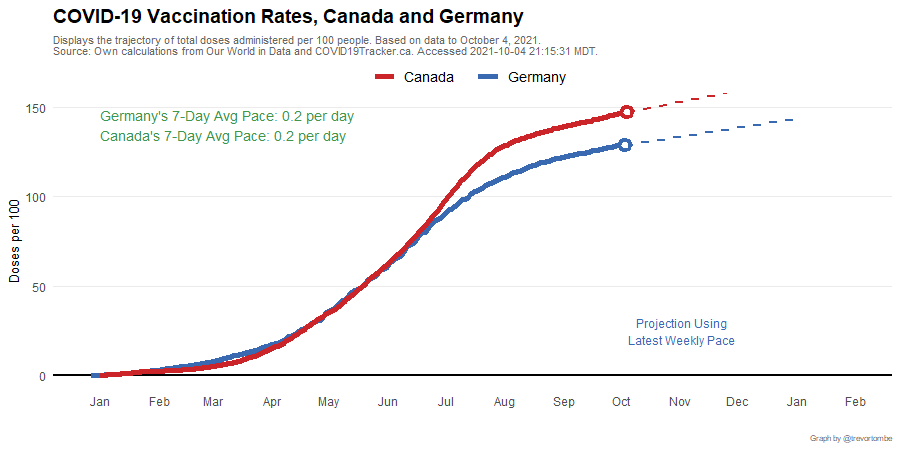 COVID-19 Vaccination Rates, Canada and Germany
Displays the trajectory of total doses administered per 100 people. Based on data to October 4, 2021.
Source: Own calculations from Our World in Data and COVID19Tracker.ca. Accessed 2021-10-04 21:15:31 MDT.
Canada Germany
Germany's 7-Day Avg Pace: 0.2 per day
Canada's 7-Day Avg Pace: 0.2 per day
150
100
50
0
Doses per 100
Projection Using
Latest Weekly Pace
Jan Feb Mar Apr May Jun Jul Aug Sep Oct Nov Dec Jan Feb
Graph by @trevortombe